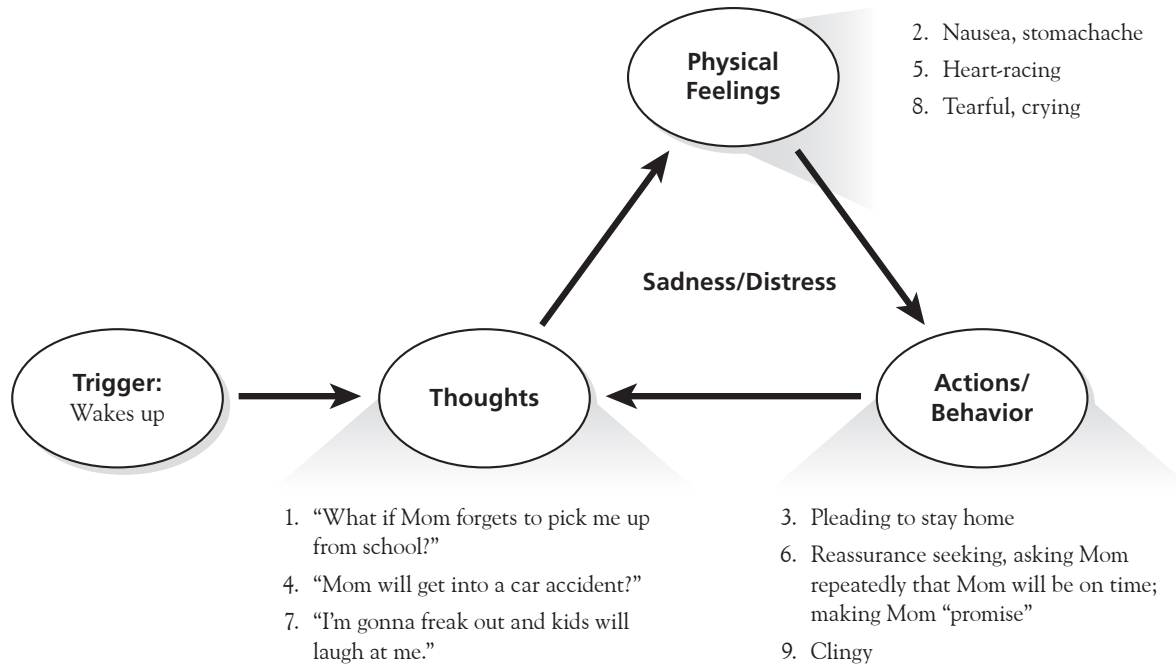 Physical
Feelings
2. Nausea, stomachache
5. Heart-racing
8. Tearful, crying
Sadness/Distress
Trigger:
Wakes up
Thoughts
Actions/
Behavior
1. “What if Mom forgets to pick me up
from school?”
4. “Mom will get into a car accident?”
7. “I'm gonna freak out and kids will
laugh at me.”
3. Pleading to stay home
6. Reassurance seeking, asking Mom
repeatedly that Mom will be on time;
making Mom “promise”
9. Clingy